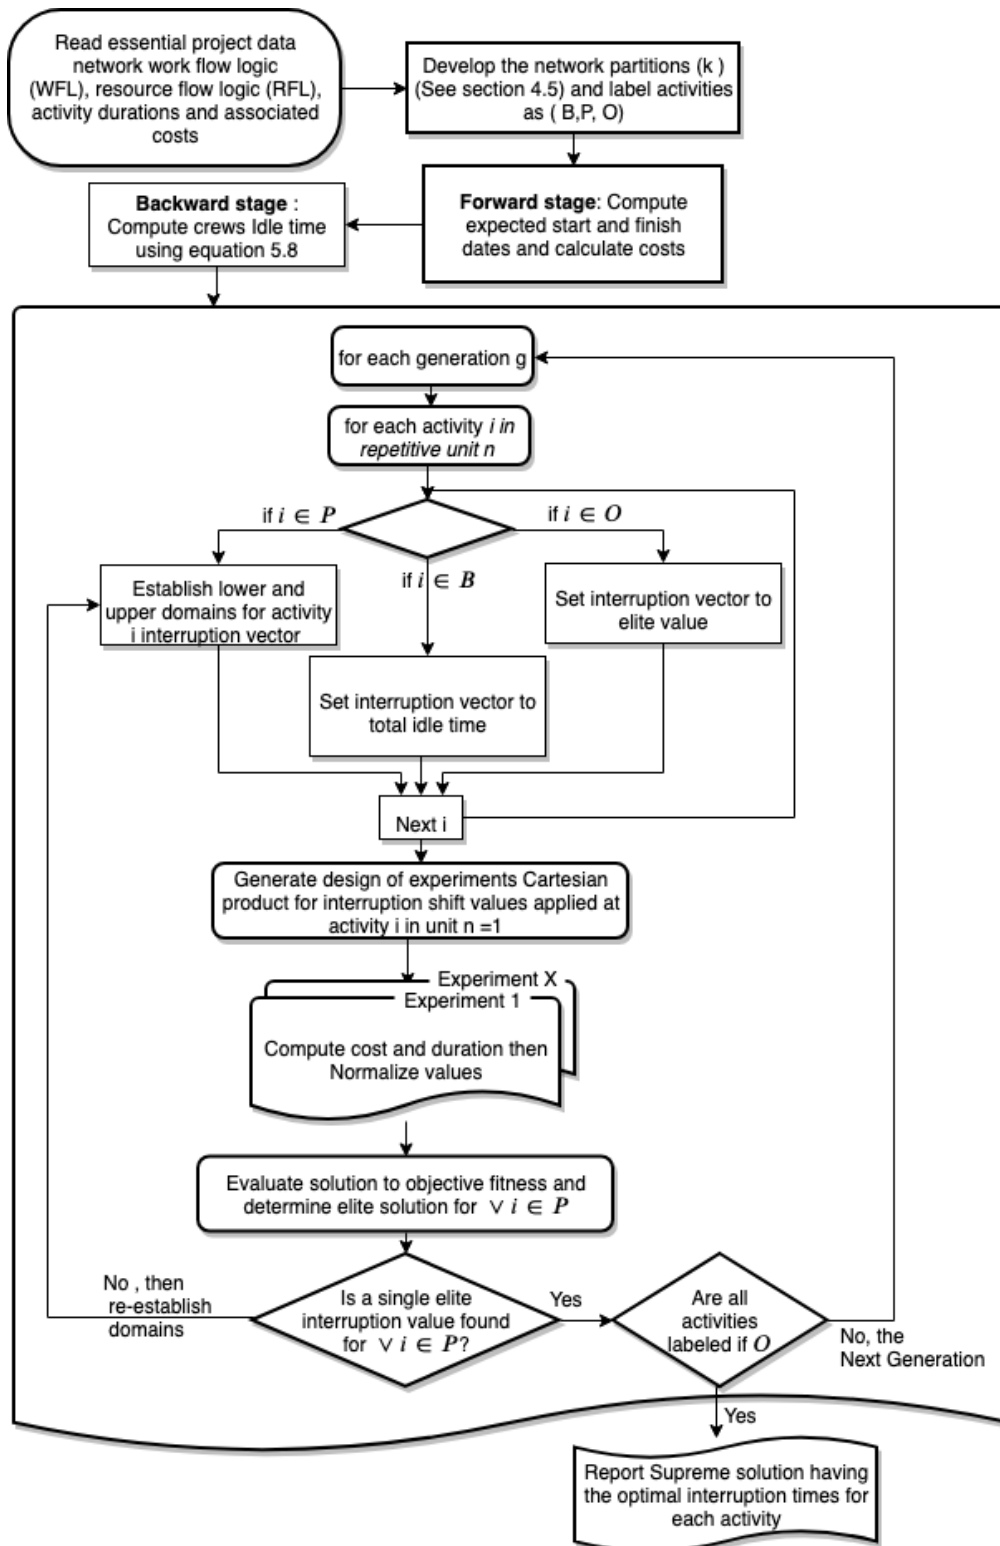 Read essential project data
network work flow logic
(WFL), resource flow logic (RFL),
activity durations and associated
costs
Develop the network partitions (k )
(See section 4.5) and label activities
as ( B,P, O)
Backward stage :
Compute crews Idle time
using equation 5.8
Forward stage: Compute
expected start and finish
dates and calculate costs
for each generation g
for each activity i in
repetitive unit n
if i ∈ P
if i ∈ O
if i ∈ B
Establish lower and
upper domains for activity
i interruption vector
Set interruption vector to
elite value
Set interruption vector to
total idle time
Next i
Generate design of experiments Cartesian
product for interruption shift values applied at
activity i in unit n =1
Experiment X
Experiment 1
Compute cost and duration then
Normalize values
Evaluate solution to objective fitness and
determine elite solution for ∨ i ∈ P
No , then
re-establish
domains
Is a single elite
interruption value found
for ∨ i ∈ P?
Yes
Are all
activities
labeled if O
No, the
Next Generation
Yes
Report Supreme solution having
the optimal interruption times for
each activity